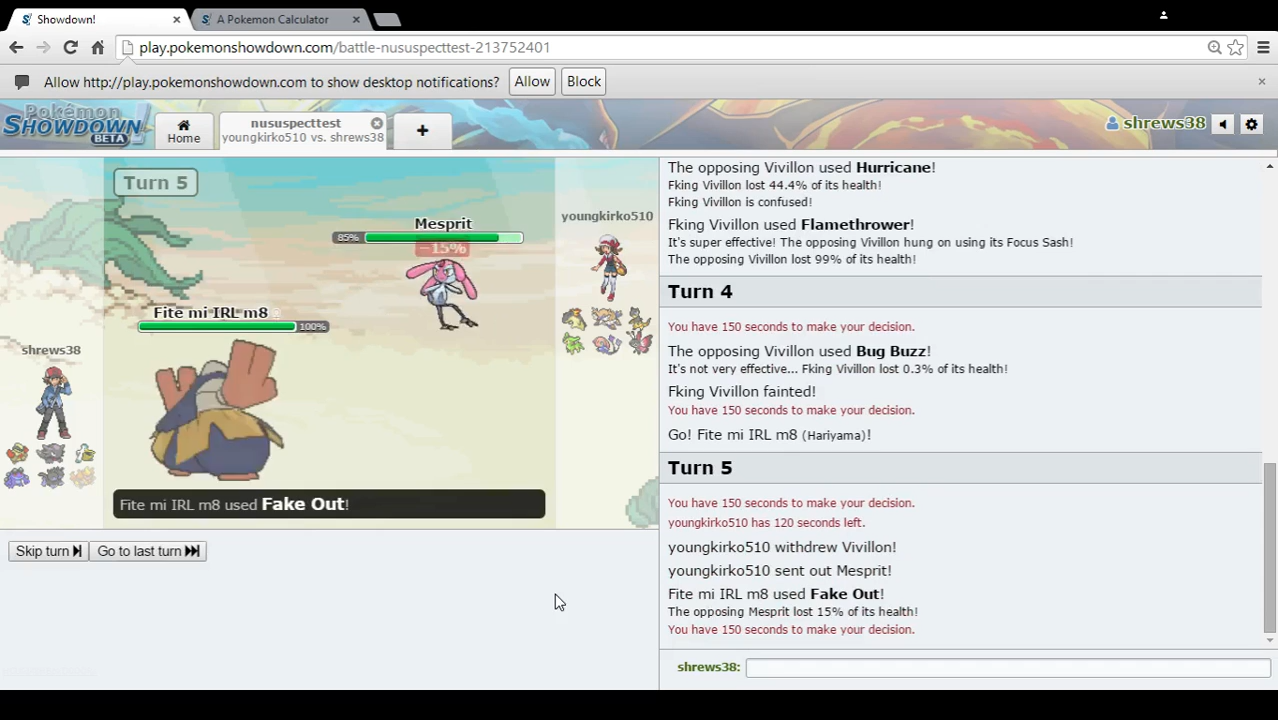 Showdown!
A Pokemon Calculator
play.pokemonshowdown.com/battle-nususpecttest-213752401
Allow http://play.pokemonshowdown.com to show desktop notifications?
Allow
Block
Pokémon
SHOWDOWN
BETA
Home
nususpecttest
youngkirko510 vs. shrews38
shrews38
Turn 5
Mesprit
85%
−15%
youngkirko510
Fite mi IRL m8
100%
shrews38
Fite mi IRL m8 used Fake Out!
Skip turn
Go to last turn
The opposing Vivillon used Hurricane!
Fking Vivillon lost 44.4% of its health!
Fking Vivillon is confused!
Fking Vivillon used Flamethrower!
It's super effective! The opposing Vivillon hung on using its Focus Sash!
The opposing Vivillon lost 99% of its health!
Turn 4
You have 150 seconds to make your decision.
The opposing Vivillon used Bug Buzz!
It's not very effective... Fking Vivillon lost 0.3% of its health!
Fking Vivillon fainted!
You have 150 seconds to make your decision.
Go! Fite mi IRL m8 (Hariyama)!
Turn 5
You have 150 seconds to make your decision.
youngkirko510 has 120 seconds left.
youngkirko510 withdrew Vivillon!
youngkirko510 sent out Mesprit!
Fite mi IRL m8 used Fake Out!
The opposing Mesprit lost 15% of its health!
You have 150 seconds to make your decision.
shrews38: